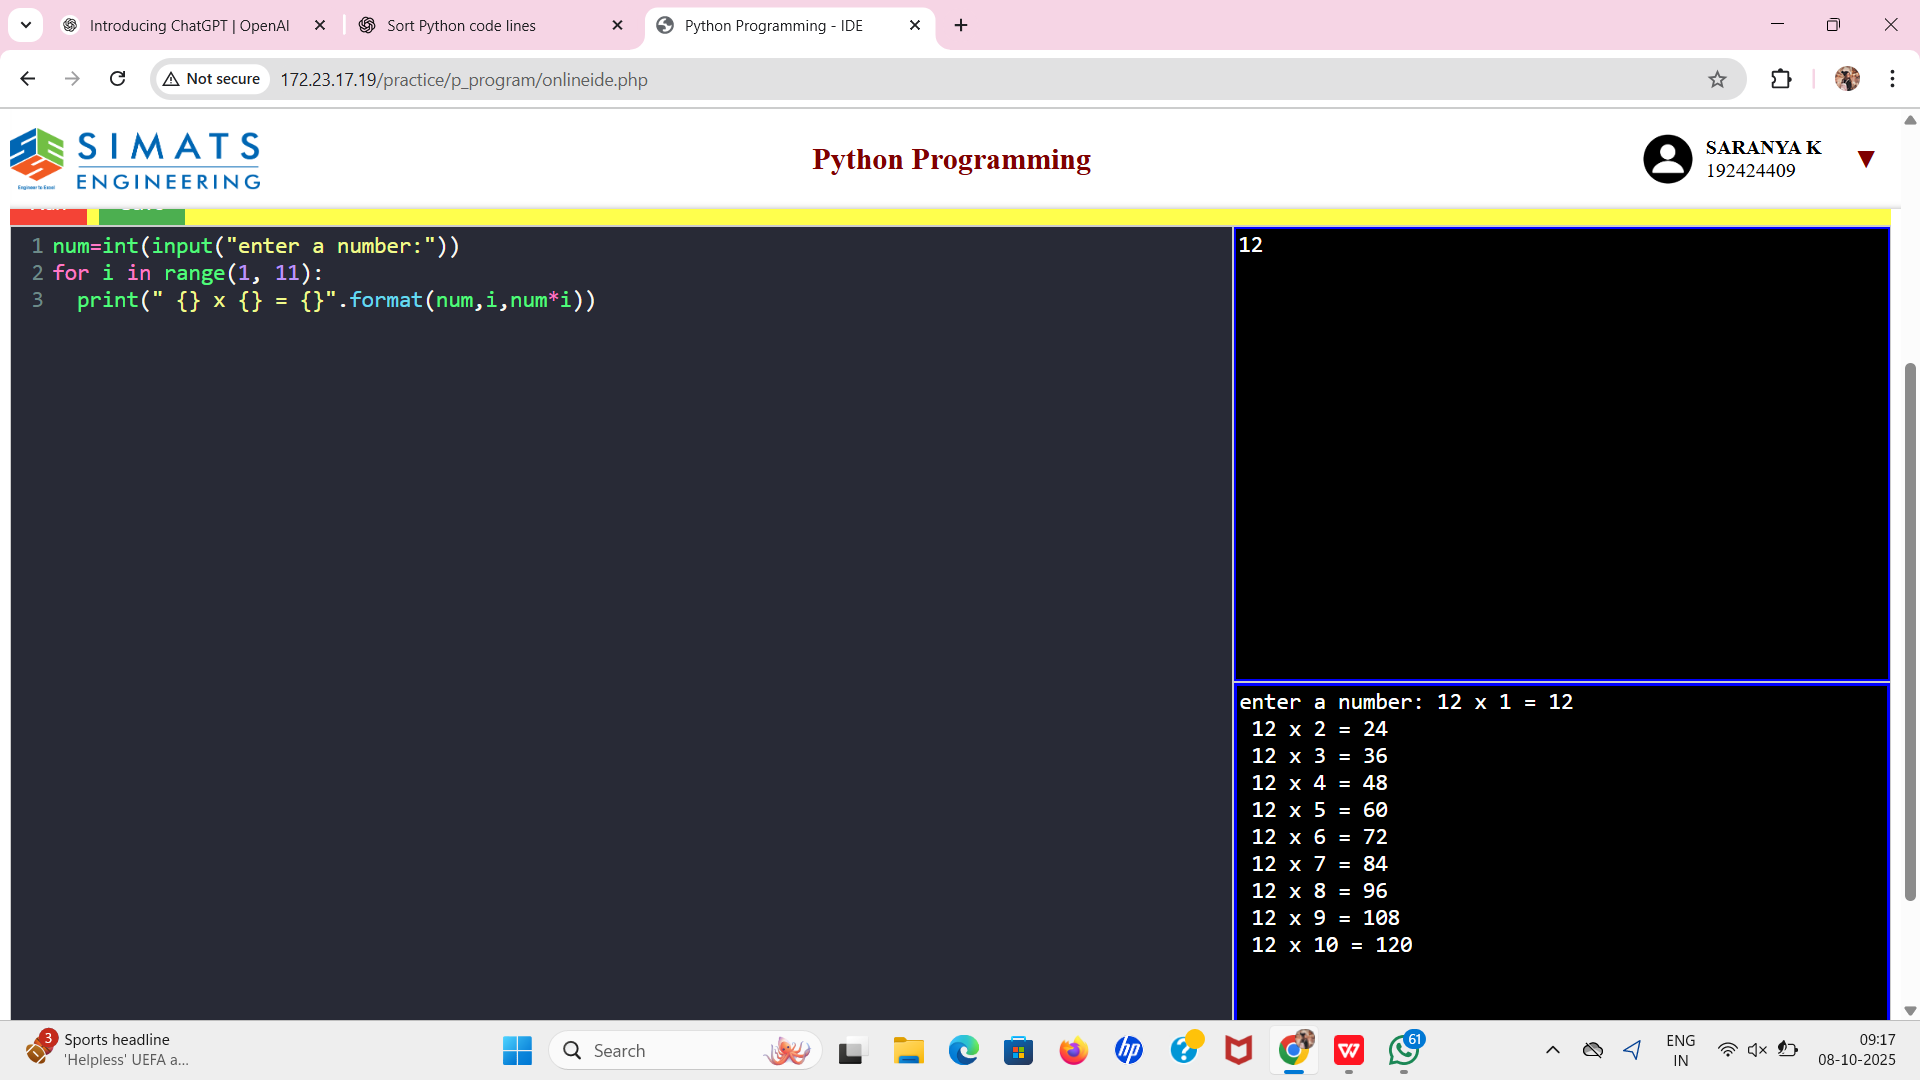 Introducing ChatGPT | OpenAI
Sort Python code lines
Python Programming - IDE
Not secure
172.23.17.19/practice/p_program/onlineide.php
SIMATS
ENGINEERING
Engineer to Excel
Python Programming
SARANYA K
192424409
1 num=int(input("enter a number:"))
2 for i in range(1, 11):
3   print(" {} x {} = {}".format(num,i,num*i))
12
enter a number: 12 x 1 = 12
 12 x 2 = 24
 12 x 3 = 36
 12 x 4 = 48
 12 x 5 = 60
 12 x 6 = 72
 12 x 7 = 84
 12 x 8 = 96
 12 x 9 = 108
 12 x 10 = 120
3
Sports headline
'Helpless' UEFA a...
Search
hp
W
61
ENG
IN
09:17
08-10-2025